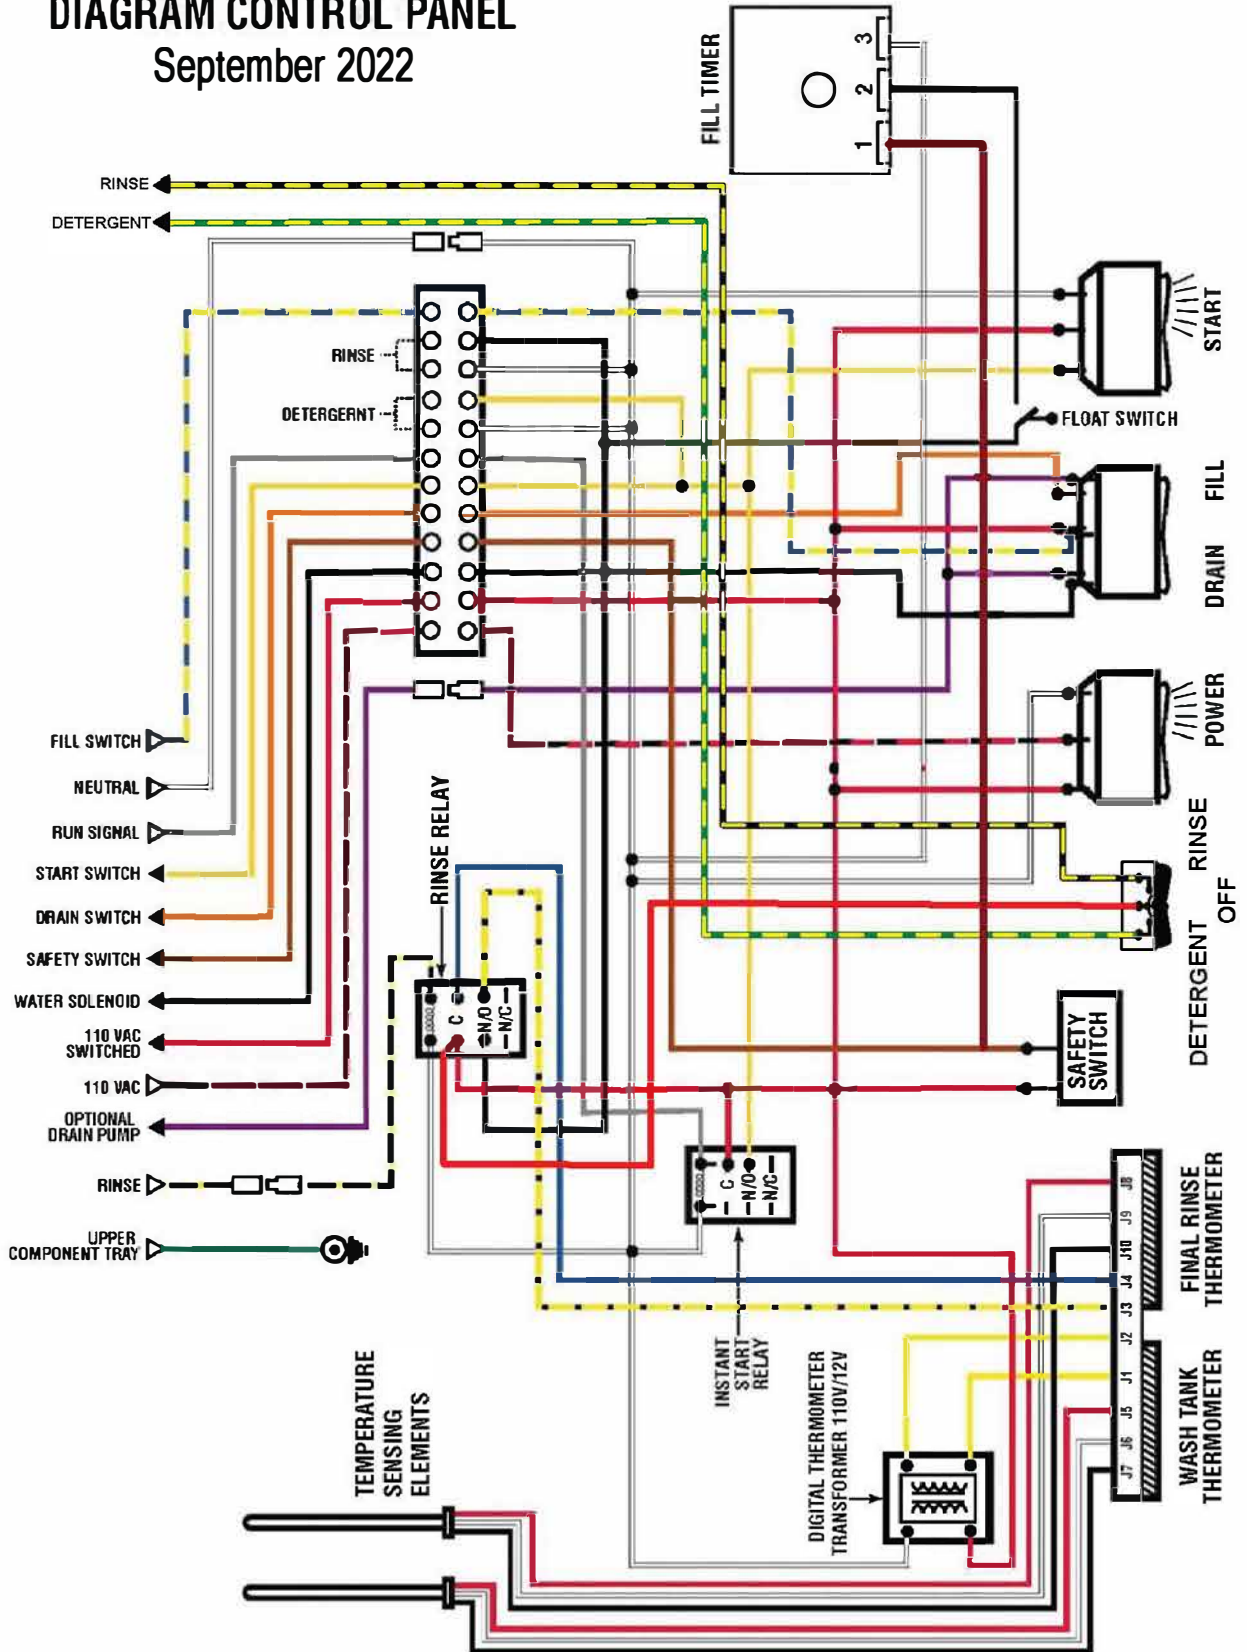 DIAGRAM CONTROL PANEL
September 2022
FILL TIMER
3
2
1
RINSE
DETERGENT
START
RINSE
DETERGERNT
FLOAT SWITCH
FILL
DRAIN
POWER
FILL SWITCH
NEUTRAL
RUN SIGNAL
START SWITCH
DRAIN SWITCH
SAFETY SWITCH
WATER SOLENOID
110 VAC
SWITCHED
110 VAC
OPTIONAL
DRAIN PUMP
RINSE
UPPER
COMPONENT TRAY
RINSE RELAY
C
N/O
N/C
RINSE
OFF
DETERGENT
SAFETY
SWITCH
C
N/O
N/C
INSTANT
START
RELAY
J8
J9
J10
J4
J3
J2
J1
J5
J6
J7
FINAL RINSE
THERMOMETER
WASH TANK
THERMOMETER
DIGITAL THERMOMETER
TRANSFORMER 110V/12V
TEMPERATURE
SENSING
ELEMENTS